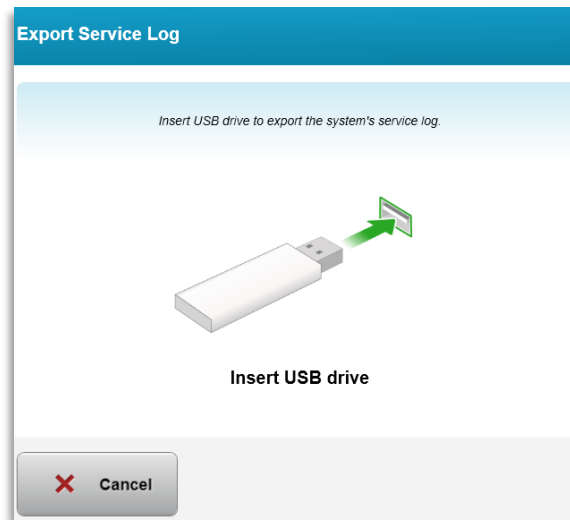 Export Service Log
Insert USB drive to export the system's service log.
Insert USB drive
Cancel